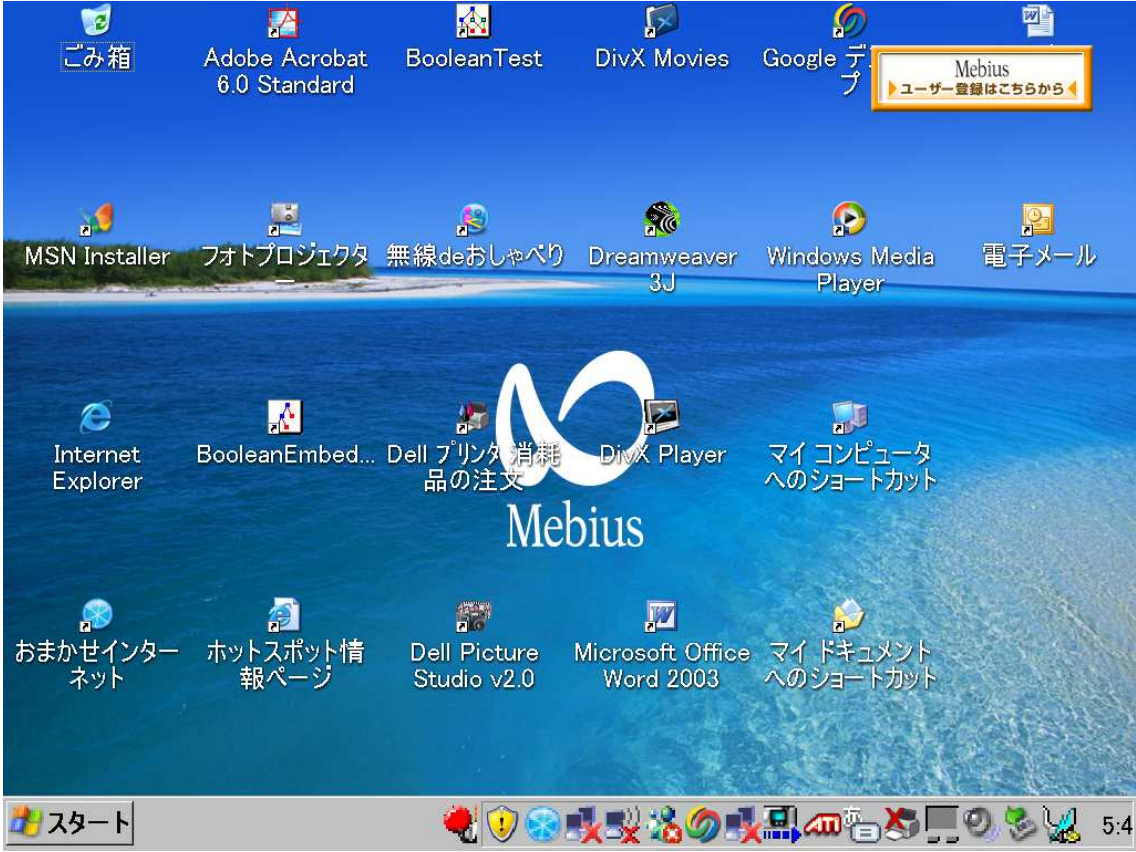 ごみ箱
Adobe Acrobat
6.0 Standard
BooleanTest
DivX Movies
Google デ
プ
Mebius
ユーザー登録はこちらから
MSN Installer
フォトプロジェクタ
ー
無線deおしゃべり
Dreamweaver
3J
Windows Media
Player
電子メール
Internet
Explorer
BooleanEmbed...
Dell プリンタ消耗
品の注文
DivX Player
マイ コンピュータ
へのショートカット
Mebius
おまかせインター
ネット
ホットスポット情
報ページ
Dell Picture
Studio v2.0
Microsoft Office
Word 2003
マイ ドキュメント
へのショートカット
スタート
ATI
あ
5:4